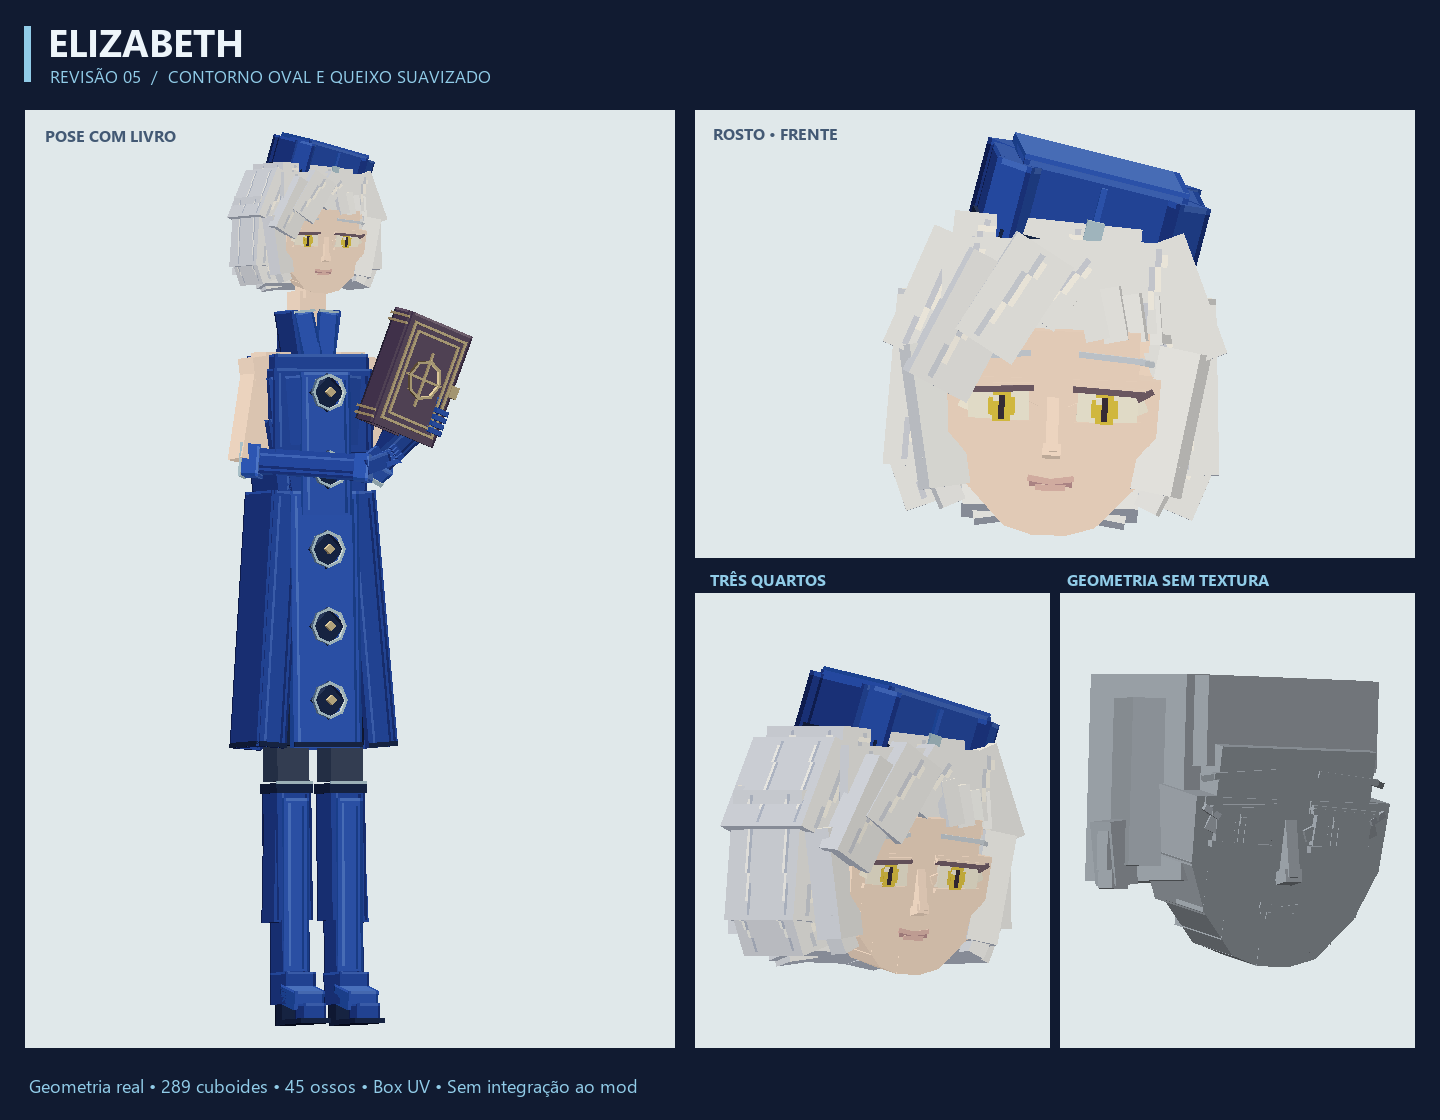 ELIZABETH
REVISÃO 05 / CONTORNO OVAL E QUEIXO SUAVIZADO
POSE COM LIVRO
ROSTO • FRENTE
TRÊS QUARTOS
GEOMETRIA SEM TEXTURA
Geometria real • 289 cuboides • 45 ossos • Box UV • Sem integração ao mod